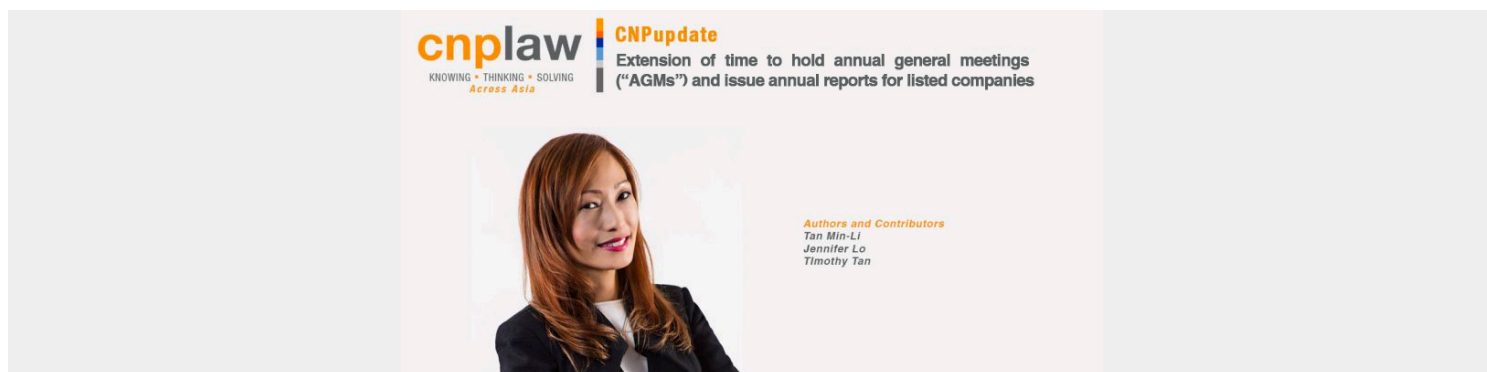 cnplaw
KNOWING • THINKING • SOLVING
Across Asia
CNPupdate
Extension of time to hold annual general meetings
(“AGMs”) and issue annual reports for listed companies
Authors and Contributors
Tan Min-Li
Jennifer Lo
TImothy Tan